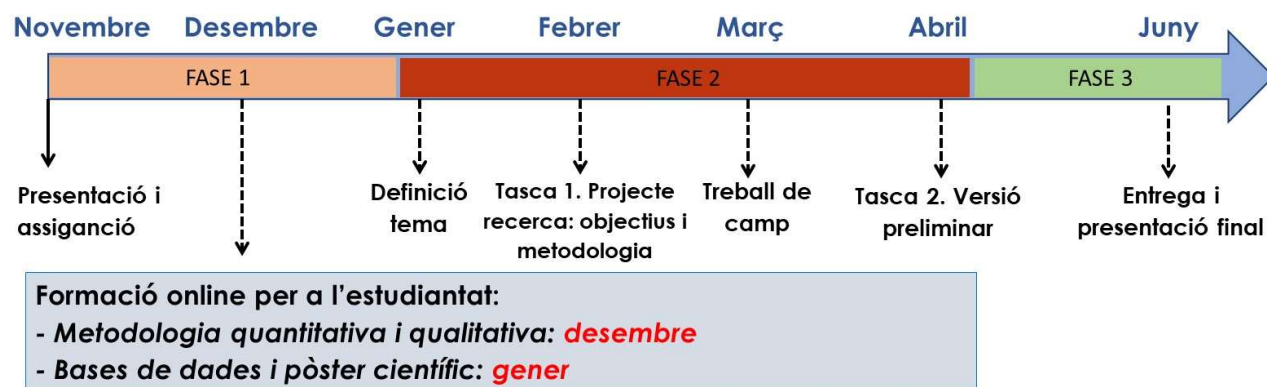 Novembre Desembre Gener Febrer Març Abril Juny
FASE 1 FASE 2 FASE 3
Presentació i
assigancó
Definició
tema
Tasca 1. Projecte
recerca: objectius i
metodologia
Treball de
camp
Tasca 2. Versió
preliminar
Entrega i
presentació final
Formació online per a l’estudiantat:
- Metodologia quantitativa i qualitativa: desembre
- Bases de dades i pòster científic: gener